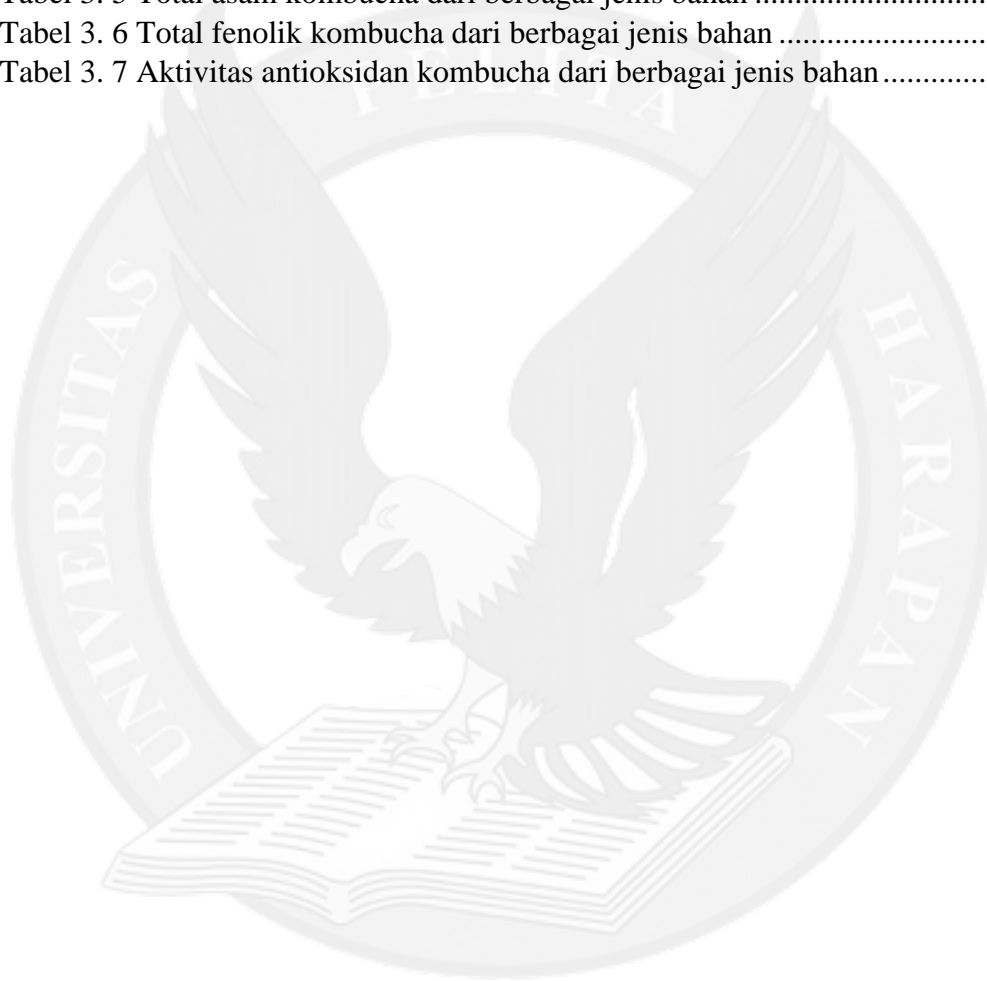 Tabel 3. 5 Total asam kombucha dari berbagai jenis bahan ............................
Tabel 3. 6 Total fenolik kombucha dari berbagai jenis bahan .........................
Tabel 3. 7 Aktivitas antioksidan kombucha dari berbagai jenis bahan .............
UNIVERSITAS PELITA HARAPAN